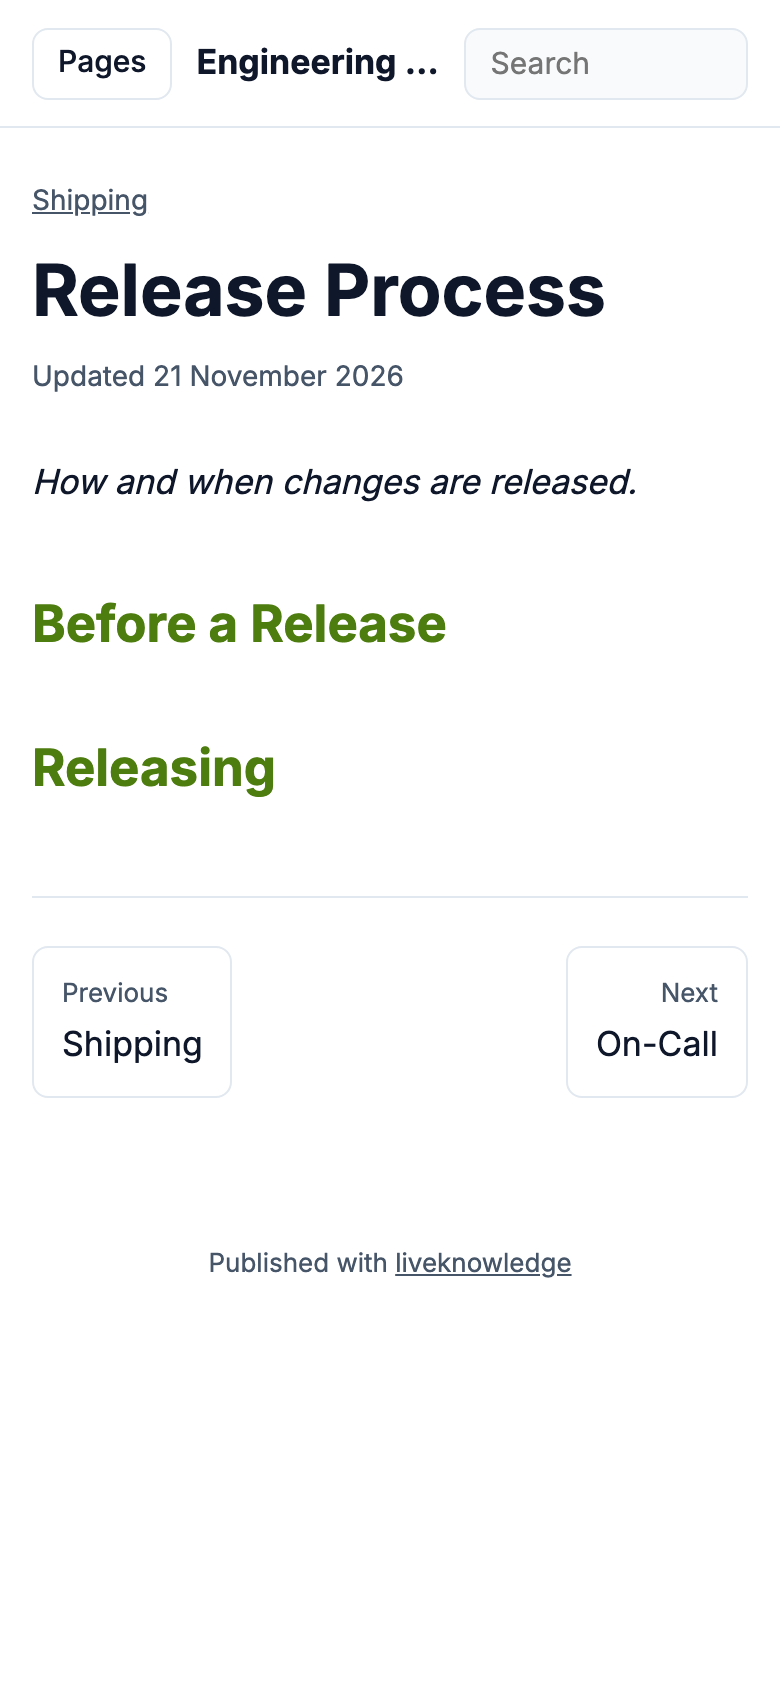 Pages
Engineering ...
Search
Shipping
Release Process
Updated 21 November 2026
How and when changes are released.
Before a Release
Releasing
Previous
Shipping
Next
On-Call
Published with liveknowledge